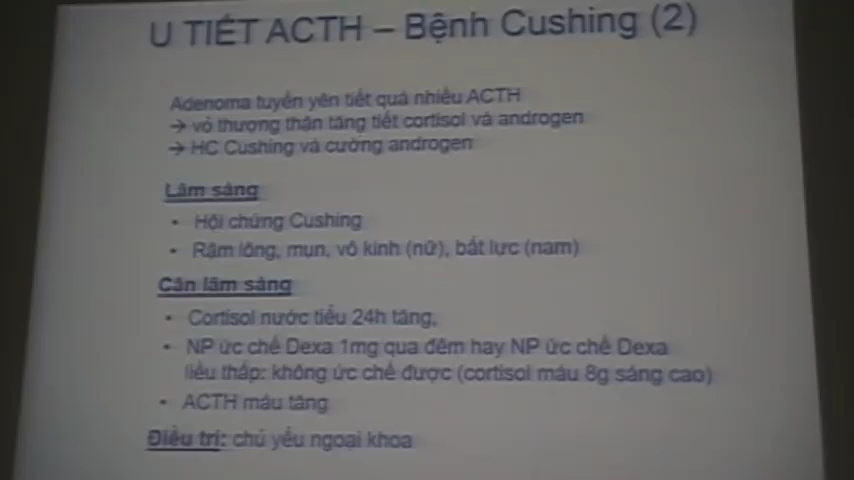 U TIẾT ACTH – Bệnh Cushing (2)
Adenoma tuyến yên tiết quá nhiều ACTH
→ vỏ thượng thận tăng tiết cortisol và androgen
→ HC Cushing và cường androgen
Lâm sàng
• Hội chứng Cushing
• Rậm lông, mụn, vô kinh (nữ), bất lực (nam)
Cận lâm sàng
• Cortisol nước tiểu 24h tăng,
• NP ức chế Dexa 1mg qua đêm hay NP ức chế Dexa
liều thấp: không ức chế được (cortisol máu 8g sáng cao)
• ACTH máu tăng
Điều trị: chủ yếu ngoại khoa